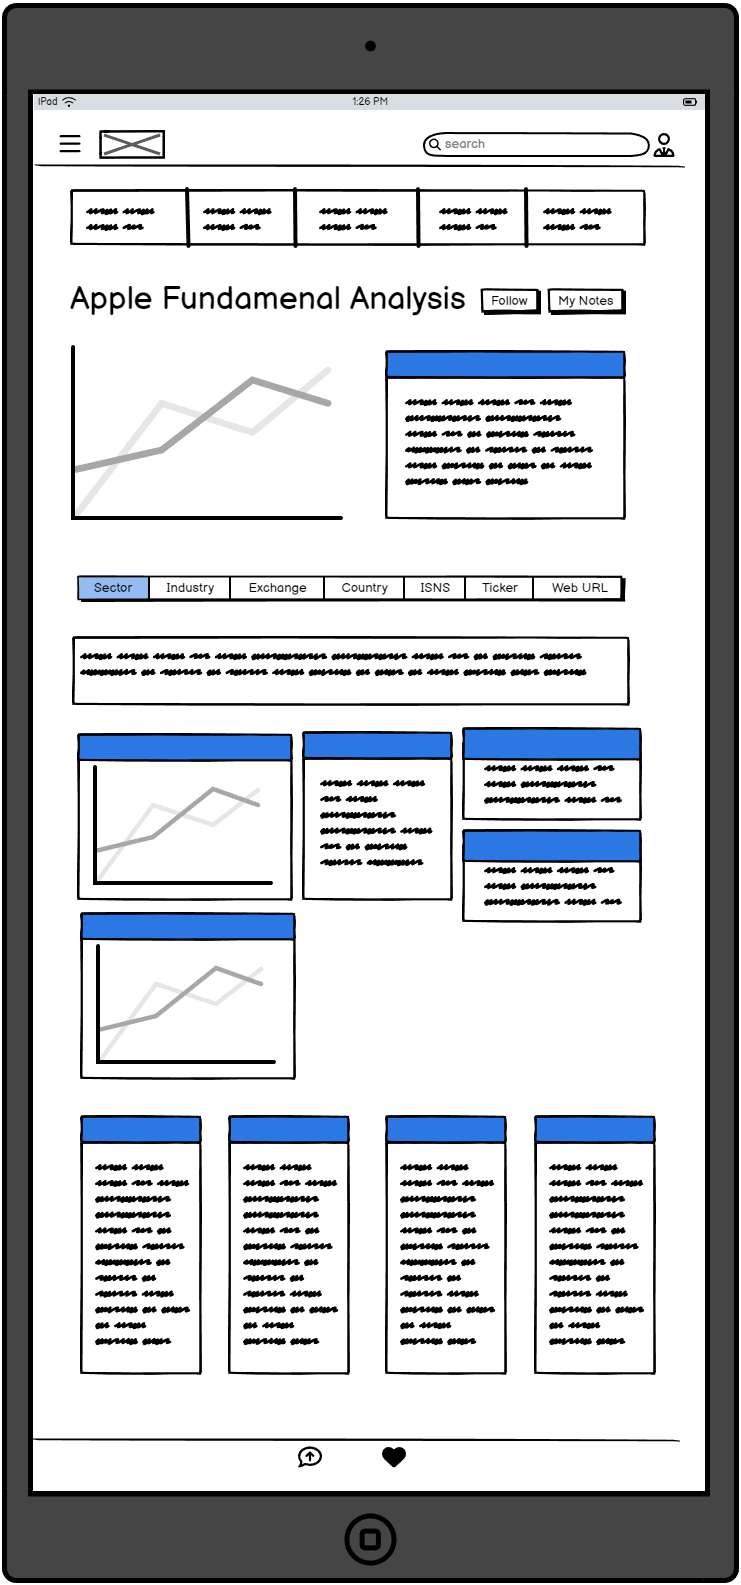 iPad 1:26 PM
search
Apple Fundamenal Analysis Follow My Notes
Sector Industry Exchange Country ISNS Ticker Web URL